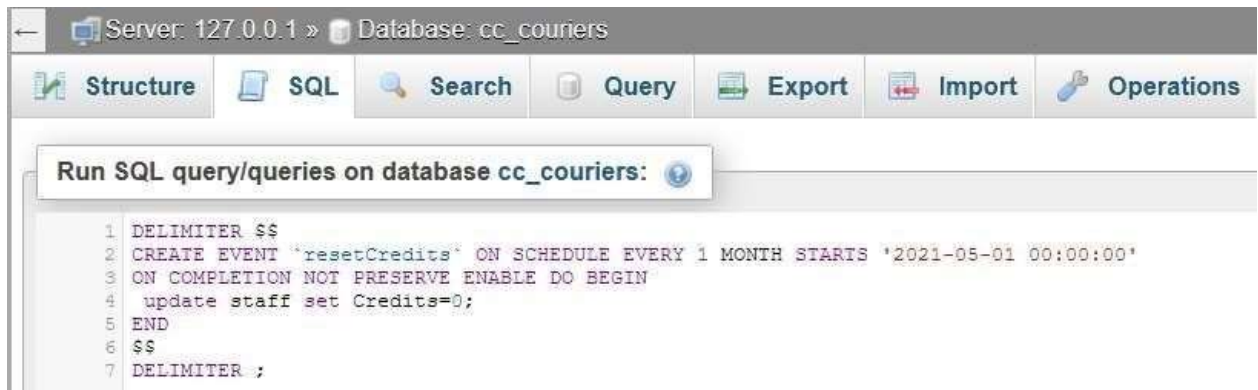 ← Server: 127.0.0.1 » Database: cc_couriers
Structure SQL Search Query Export Import Operations
Run SQL query/queries on database cc_couriers:
1 DELIMITER $$
2 CREATE EVENT `resetCredits` ON SCHEDULE EVERY 1 MONTH STARTS '2021-05-01 00:00:00'
3 ON COMPLETION NOT PRESERVE ENABLE DO BEGIN
4 update staff set Credits=0;
5 END
6 $$
7 DELIMITER ;